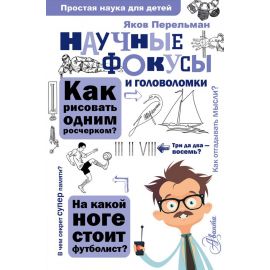 Простая наука для детей
Яков Перельман
НАУЧНЫЕ
ФОКУСЫ
И ГОЛОВОЛОМКИ
Как
рисовать
одним
росчерком?
Как отгадывать мысли?
Три да два —
восемь?
В чем секрет супер памяти?
На какой
ноге
стоит
футболист?
Аванта